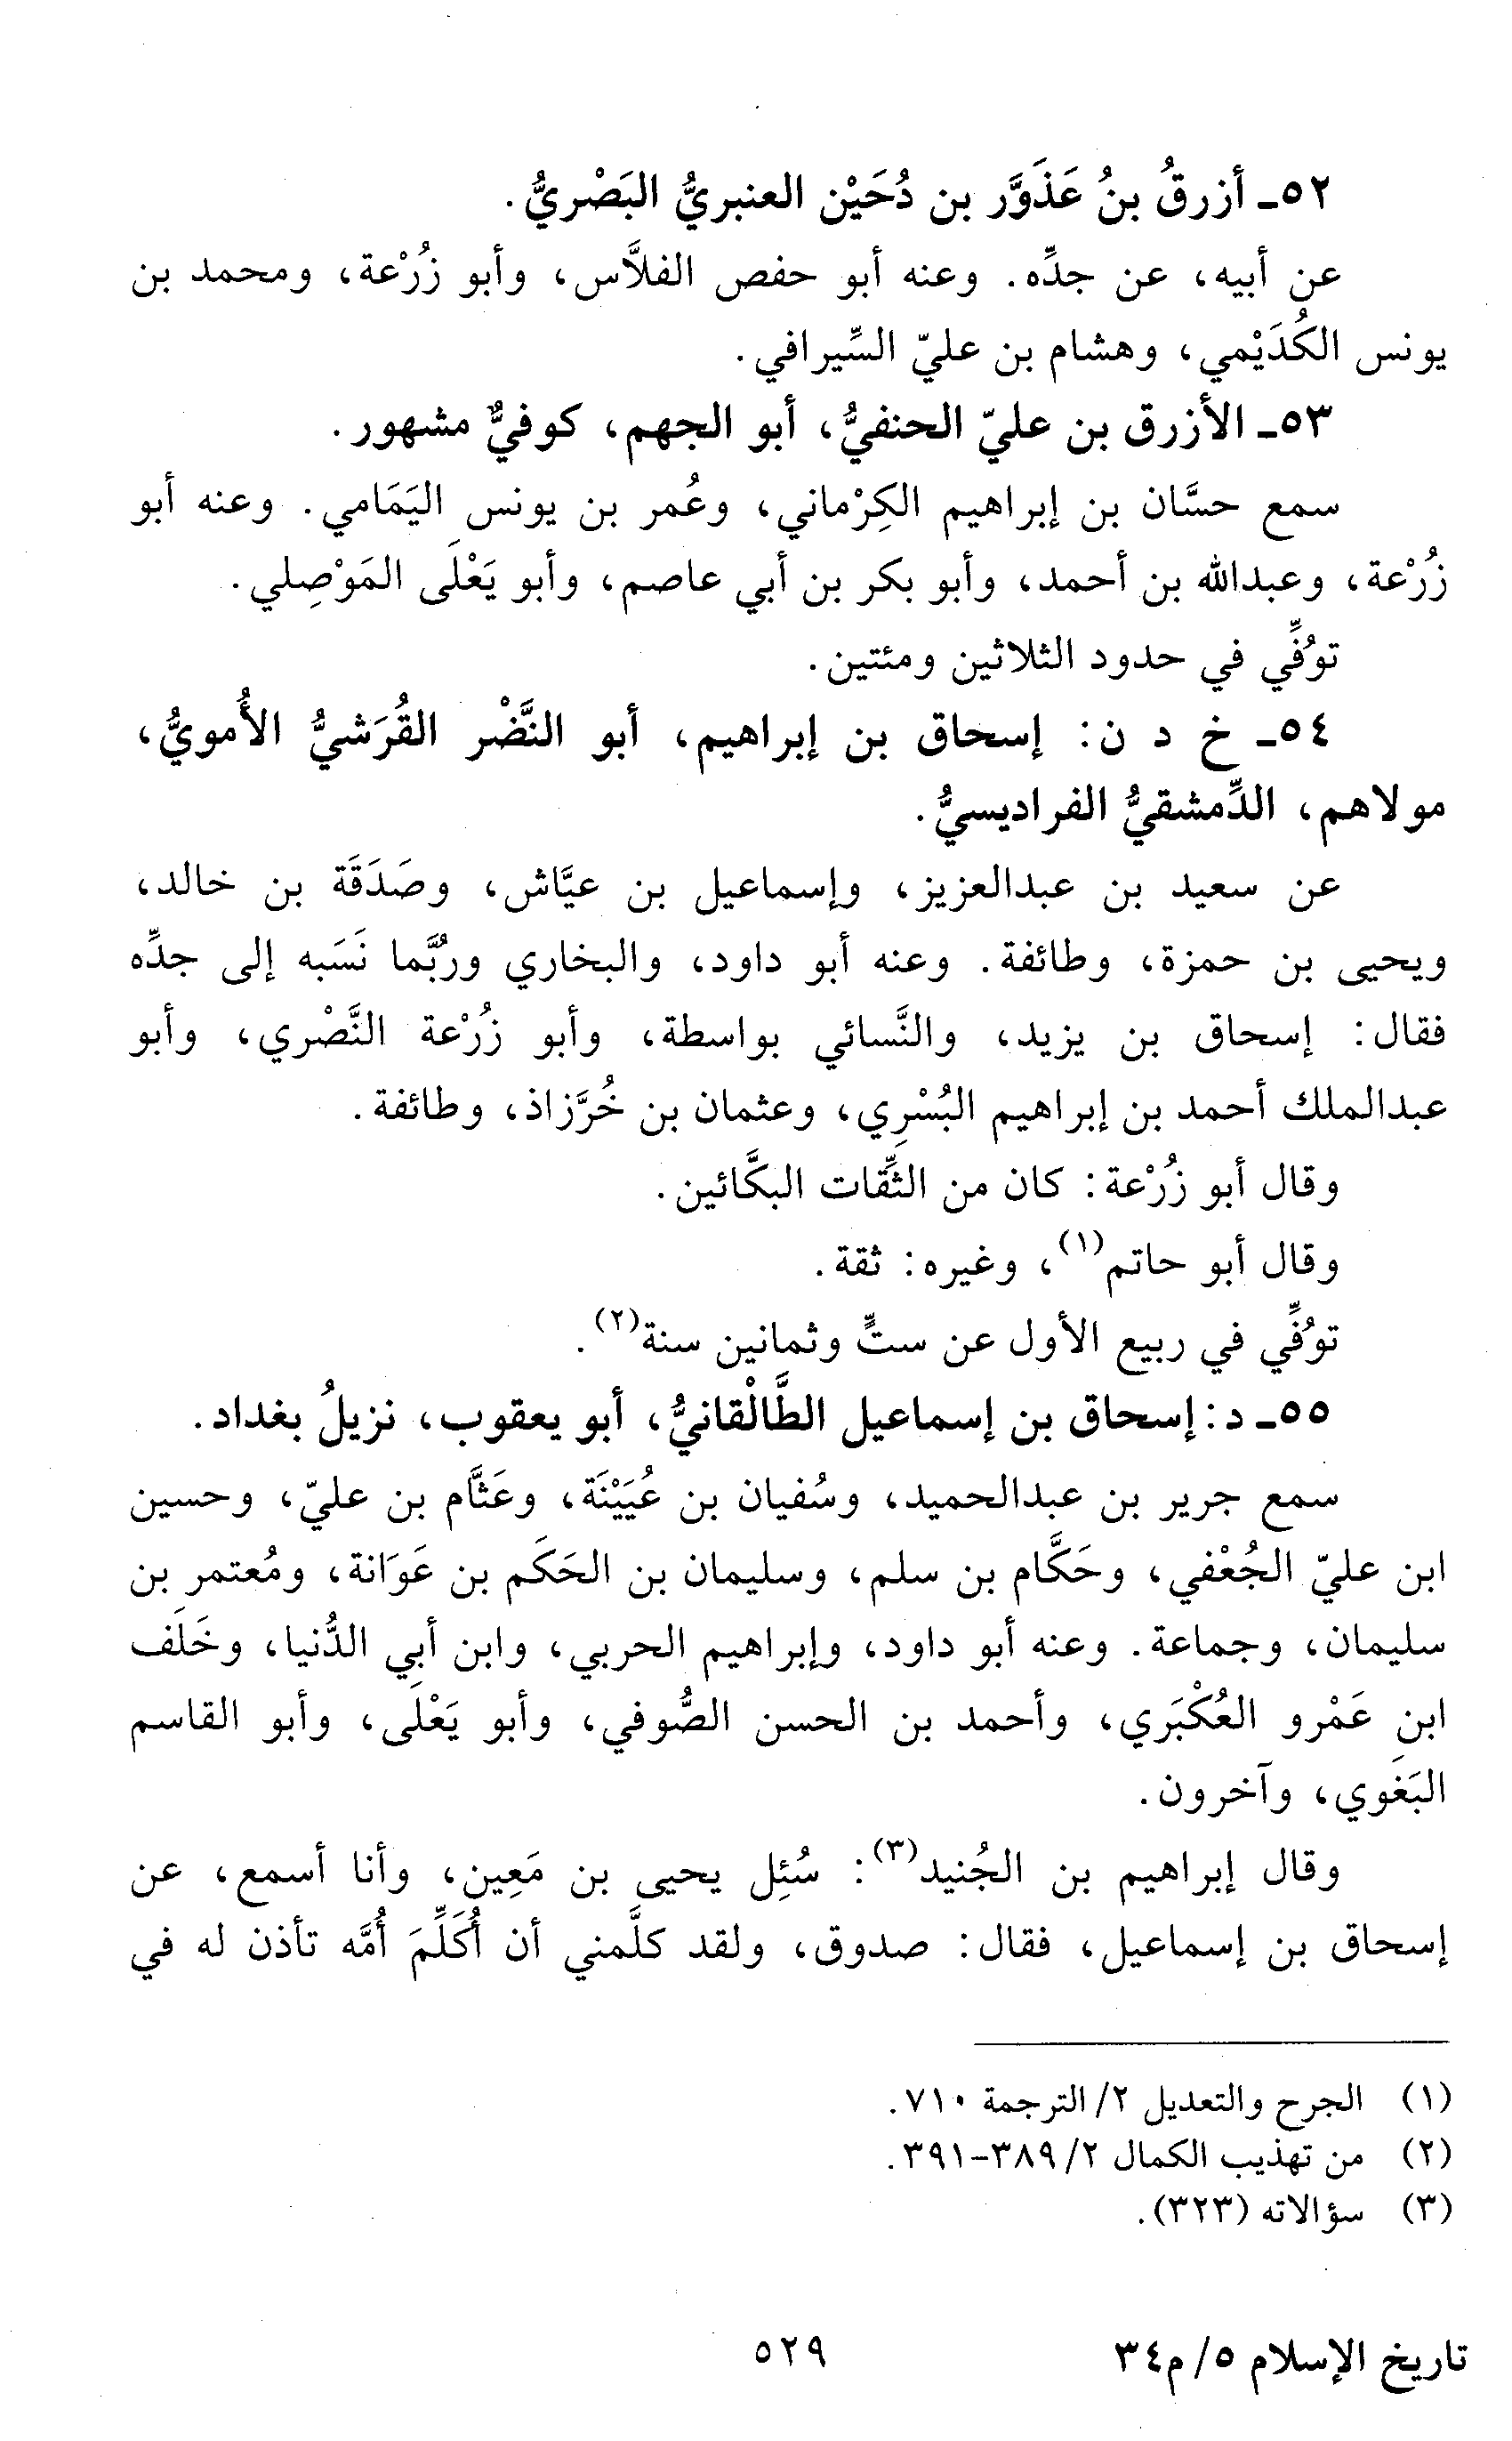 ٥٢ـ أزرقُ بنُ عَذَوَّر بن دُحَيْن العنبريُّ البَصْريُّ.
عن أبيه، عن جدِّه. وعنه أبو حفص الفلاَّس، وأبو زُرْعة، ومحمد بن
يونس الكُدَيْمي، وهشام بن عليّ السِّيرافي.
٥٣ـ الأزرق بن عليّ الحنفيُّ، أبو الجهم، كوفيٌّ مشهور.
سمع حسَّان بن إبراهيم الكِرْماني، وعُمر بن يونس اليَمَامي. وعنه أبو
زُرْعة، وعبدالله بن أحمد، وأبو بكر بن أبي عاصم، وأبو يَعْلَى المَوْصِلي.
توُفِّي في حدود الثلاثين ومئتين.
٥٤ـ خ د ن: إسحاق بن إبراهيم، أبو النَّضْر القُرَشيُّ الأُمويُّ،
مولاهم، الدِّمشقيُّ الفراديسيُّ.
عن سعيد بن عبدالعزيز، وإسماعيل بن عيَّاش، وصَدَقَة بن خالد،
ويحيى بن حمزة، وطائفة. وعنه أبو داود، والبخاري ورُبَّما نَسَبه إلى جدِّه
فقال: إسحاق بن يزيد، والنَّسائي بواسطة، وأبو زُرْعة النَّصْري، وأبو
عبدالملك أحمد بن إبراهيم البُسْرِي، وعثمان بن خُرَّزاذ، وطائفة.
وقال أبو زُرْعة: كان من الثِّقات البكَّائين.
وقال أبو حاتم(١)، وغيره: ثقة.
توُفِّي في ربيع الأول عن ستٍّ وثمانين سنة(٢).
٥٥ـ د: إسحاق بن إسماعيل الطَّالْقانيُّ، أبو يعقوب، نزيلُ بغداد.
سمع جرير بن عبدالحميد، وسُفيان بن عُيَيْنَة، وعَثَّام بن عليّ، وحسين
ابن عليّ الجُعْفي، وحَكَّام بن سلم، وسليمان بن الحَكَم بن عَوَانة، ومُعتمر بن
سليمان، وجماعة. وعنه أبو داود، وإبراهيم الحربي، وابن أبي الدُّنيا، وخَلَف
ابن عَمْرو العُكْبَري، وأحمد بن الحسن الصُّوفي، وأبو يَعْلَى، وأبو القاسم
البَغَوي، وآخرون.
وقال إبراهيم بن الجُنيد(٣): سُئِل يحيى بن مَعِين، وأنا أسمع، عن
إسحاق بن إسماعيل، فقال: صدوق، ولقد كلَّمني أن أُكَلِّمَ أُمَّه تأذن له في
(١) الجرح والتعديل ٢/ الترجمة ٧١٠.
(٢) من تهذيب الكمال ٢/ ٣٨٩-٣٩١.
(٣) سؤالاته (٣٢٣).
تاريخ الإسلام ٥/ م٣٤
٥٢٩